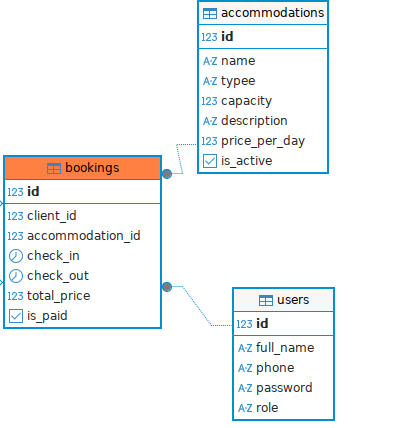 accommodations
123 id
A-Z name
A-Z typee
123 capacity
A-Z description
123 price_per_day
is_active
bookings
123 id
123 client_id
123 accommodation_id
check_in
check_out
123 total_price
is_paid
users
123 id
A-Z full_name
A-Z phone
A-Z password
A-Z role